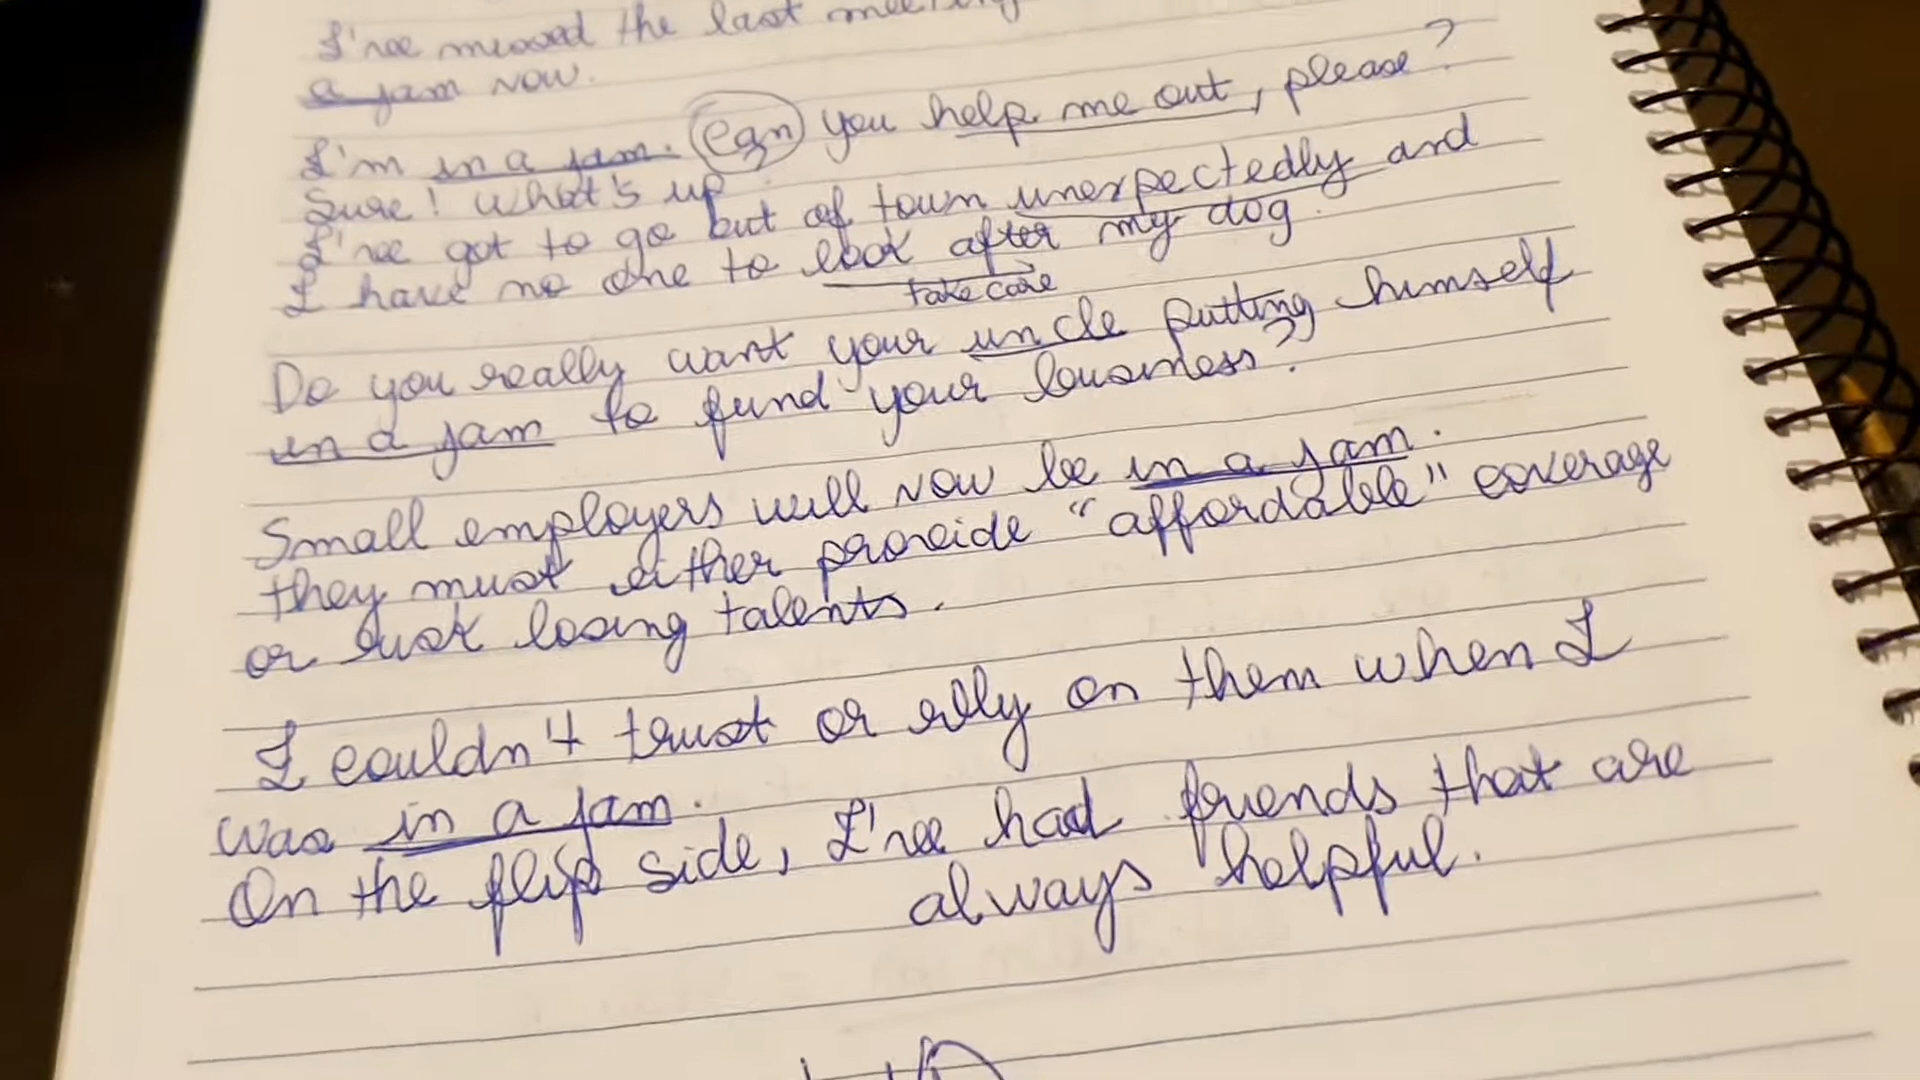 I've missed the last meeting
a jam now.
I'm in a jam. Can you help me out, please?
Sure! What's up
I've got to go out of town unexpectedly and
I have no one to look after my dog.
take care
Do you really want your uncle putting himself
in a jam to fund your business?
Small employers will now be in a jam.
they must either provide "affordable" coverage
or risk losing talents.
I couldn't trust or rely on them when I
was in a jam.
On the flip side, I've had friends that are
always helpful.